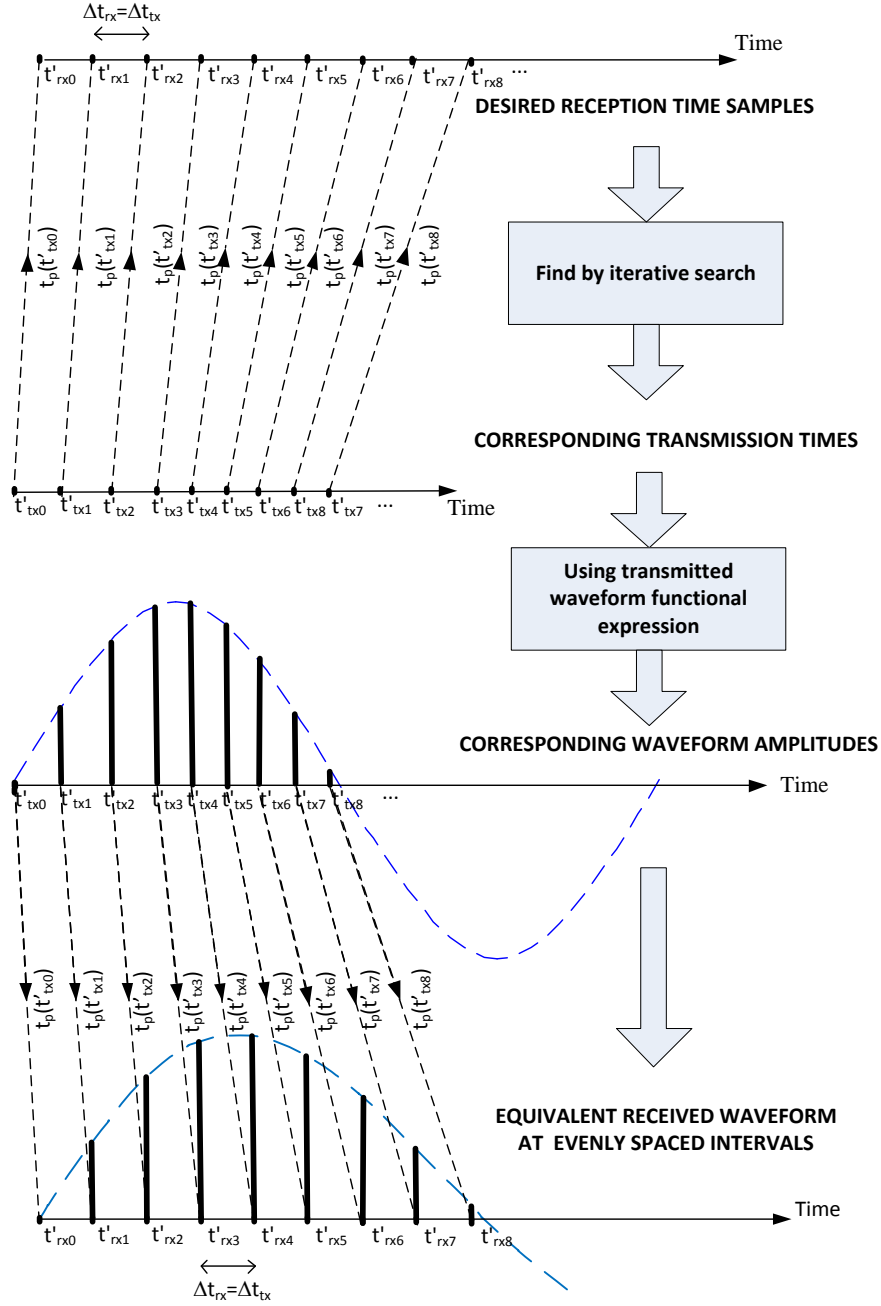 Δt_rx=Δt_tx
Time
t'_rx0 t'_rx1 t'_rx2 t'_rx3 t'_rx4 t'_rx5 t'_rx6 t'_rx7 t'_rx8 ...
DESIRED RECEPTION TIME SAMPLES
t_p(t'_tx0) t_p(t'_tx1) t_p(t'_tx2) t_p(t'_tx3) t_p(t'_tx4) t_p(t'_tx5) t_p(t'_tx6) t_p(t'_tx7) t_p(t'_tx8)
Find by iterative search
CORRESPONDING TRANSMISSION TIMES
t'_tx0 t'_tx1 t'_tx2 t'_tx3 t'_tx4 t'_tx5 t'_tx6 t'_tx8 t'_tx7 ...
Time
Using transmitted
waveform functional
expression
CORRESPONDING WAVEFORM AMPLITUDES
Time
t'_tx0 t'_tx1 t'_tx2 t'_tx3 t'_tx4 t'_tx5 t'_tx6 t'_tx7 t'_tx8 ...
t_p(t'_tx0) t_p(t'_tx1) t_p(t'_tx2) t_p(t'_tx3) t_p(t'_tx4) t_p(t'_tx5) t_p(t'_tx6) t_p(t'_tx7) t_p(t'_tx8)
EQUIVALENT RECEIVED WAVEFORM
AT EVENLY SPACED INTERVALS
Time
t'_rx0 t'_rx1 t'_rx2 t'_rx3 t'_rx4 t'_rx5 t'_rx6 t'_rx7 t'_rx8
Δt_rx=Δt_tx